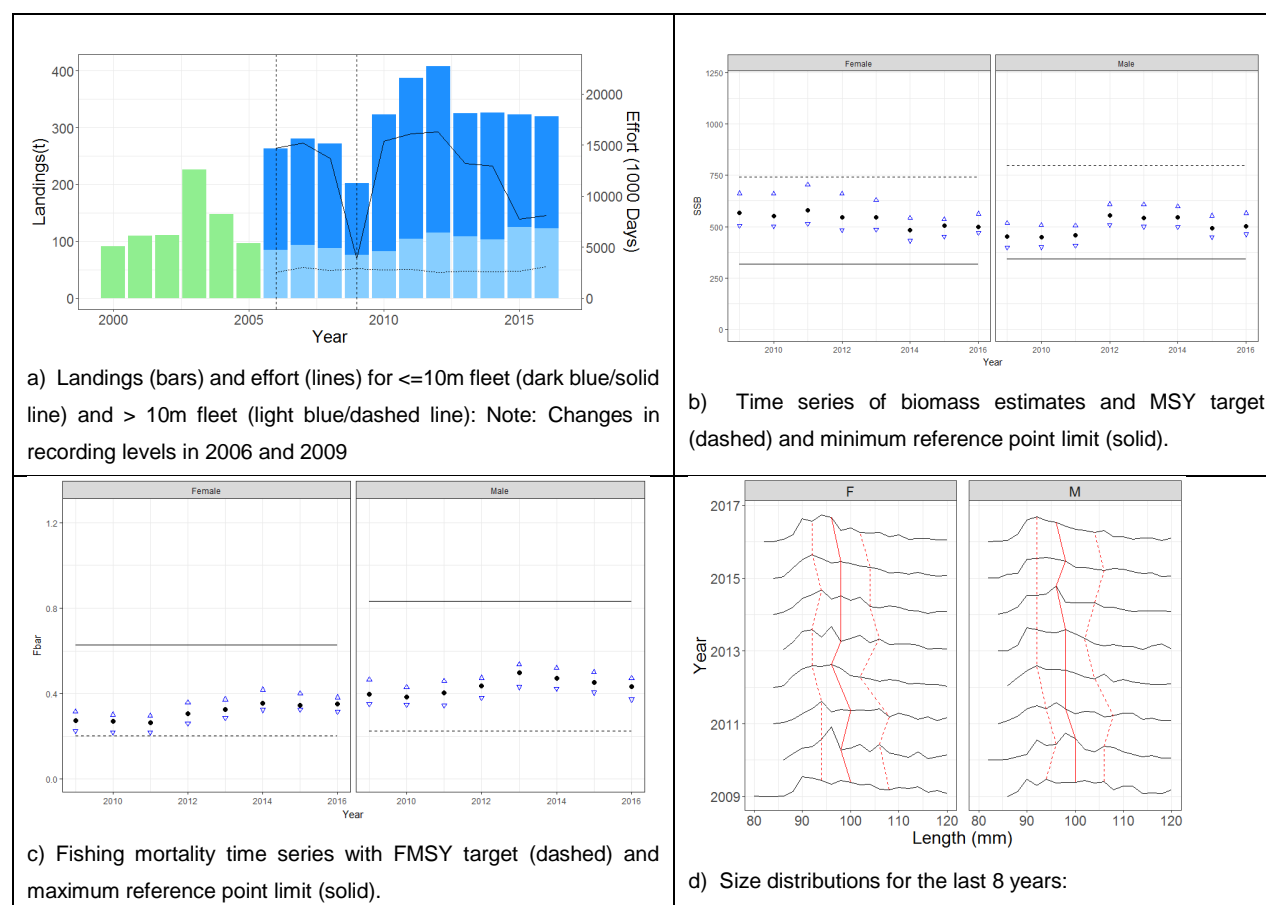 400
300
200
100
0
Landings(t)
20000
15000
10000
5000
0
Effort (1000 Days)
2000
2005
2010
2015
Year
a) Landings (bars) and effort (lines) for <=10m fleet (dark blue/solid
line) and > 10m fleet (light blue/dashed line): Note: Changes in
recording levels in 2006 and 2009
Female
Male
1250
1000
750
500
250
0
SSB
2010
2012
2014
2016
2010
2012
2014
2016
Year
b) Time series of biomass estimates and MSY target
(dashed) and minimum reference point limit (solid).
Female
Male
1.2
0.8
0.4
0.0
Fbar
2010
2012
2014
2016
2010
2012
2014
2016
Year
c) Fishing mortality time series with FMSY target (dashed) and
maximum reference point limit (solid).
F
M
2017
2015
2013
2011
2009
Year
80
90
100
110
120
80
90
100
110
120
Length (mm)
d) Size distributions for the last 8 years: